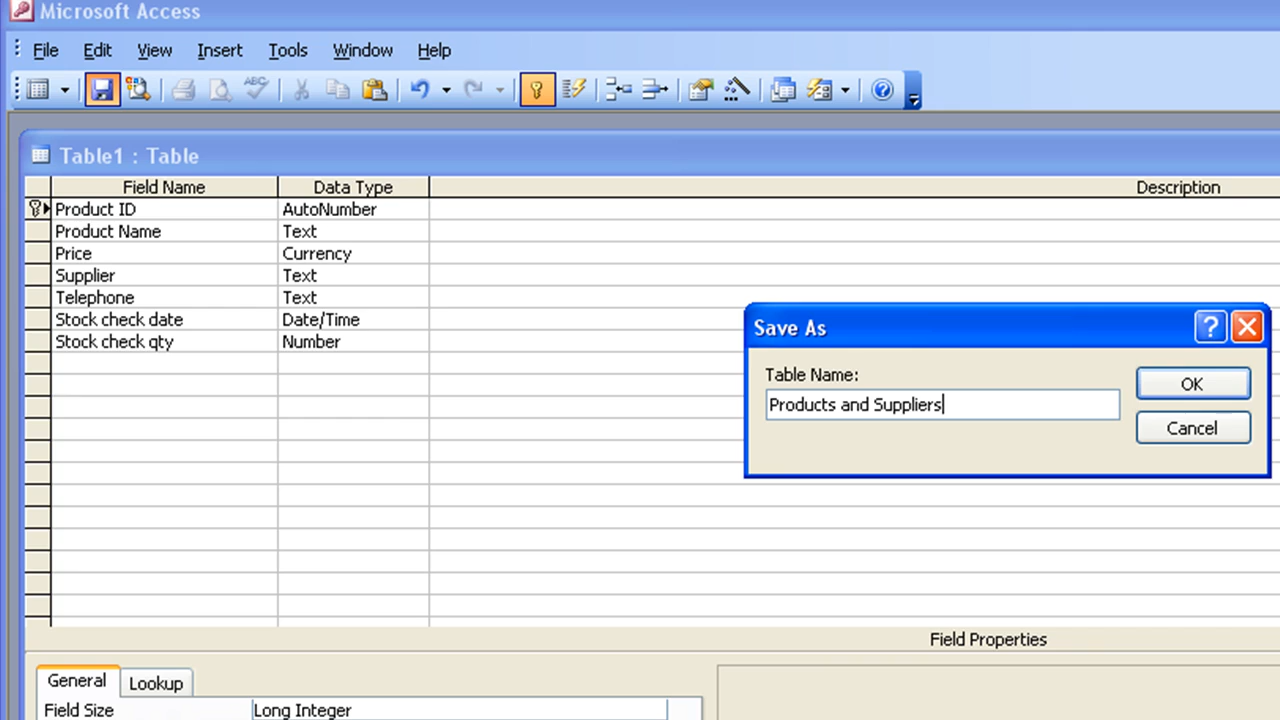 Microsoft Access
File Edit View Insert Tools Window Help
ABC
Table1 : Table
Field Name Data Type Description
Product ID AutoNumber
Product Name Text
Price Currency
Supplier Text
Telephone Text
Stock check date Date/Time
Stock check qty Number
Save As
Table Name:
Products and Suppliers
OK
Cancel
Field Properties
General Lookup
Field Size Long Integer